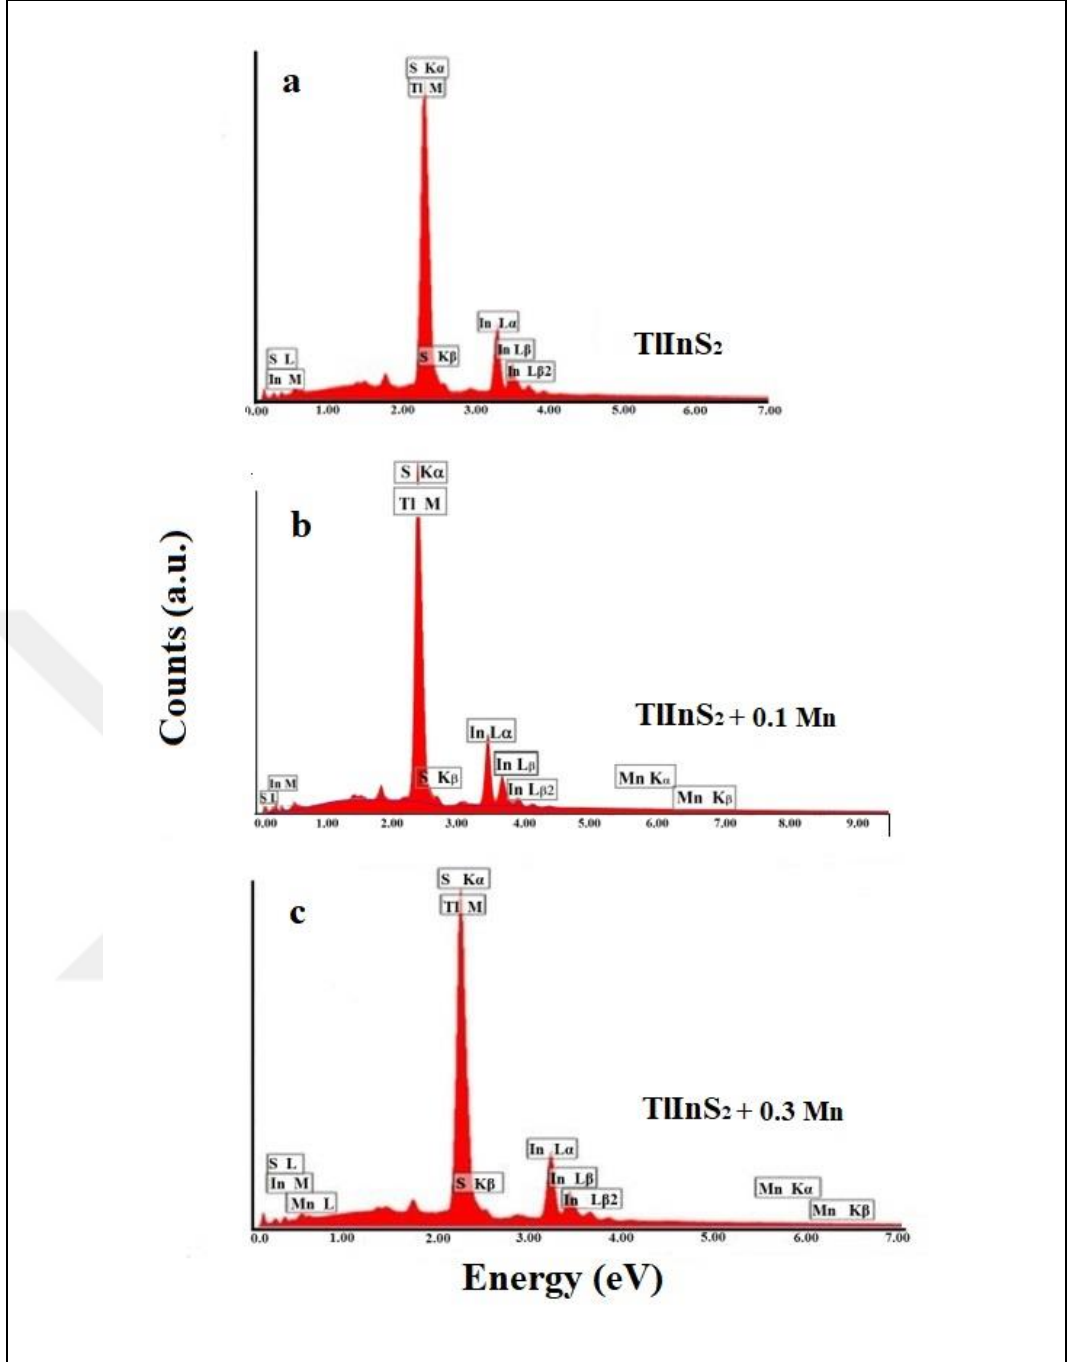 a
S Kα
Tl M
S Kβ
In Lα
In Lβ
In Lβ2
S L
In M
TlInS2
0.00 1.00 2.00 3.00 4.00 5.00 6.00 7.00
b
S Kα
Tl M
S Kβ
In Lα
In Lβ
In Lβ2
In M
S L
Mn Kα
Mn Kβ
TlInS2 + 0.1 Mn
0.00 1.00 2.00 3.00 4.00 5.00 6.00 7.00 8.00 9.00
Counts (a.u.)
c
S Kα
Tl M
S Kβ
In Lα
In Lβ
In Lβ2
S L
In M
Mn L
Mn Kα
Mn Kβ
TlInS2 + 0.3 Mn
0.0 1.00 2.00 3.00 4.00 5.00 6.00 7.00
Energy (eV)